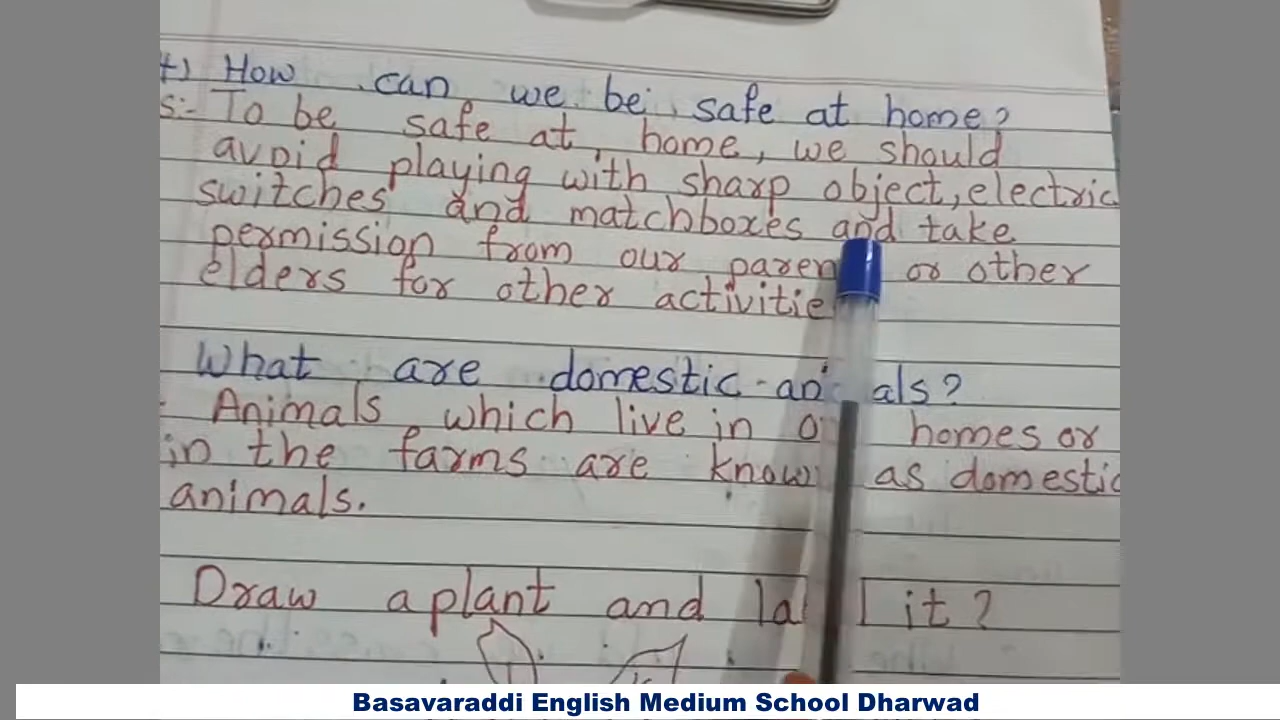 t) How can we be safe at home?
s:- To be safe at home, we should
avoid playing with sharp object, electric
switches and matchboxes and take
permission from our paren or other
elders for other activitie
What are domestic an als?
Animals which live in o homes or
in the farms are know as domestic
animals.
Draw a plant and la l it?
Basavaraddi English Medium School Dharwad